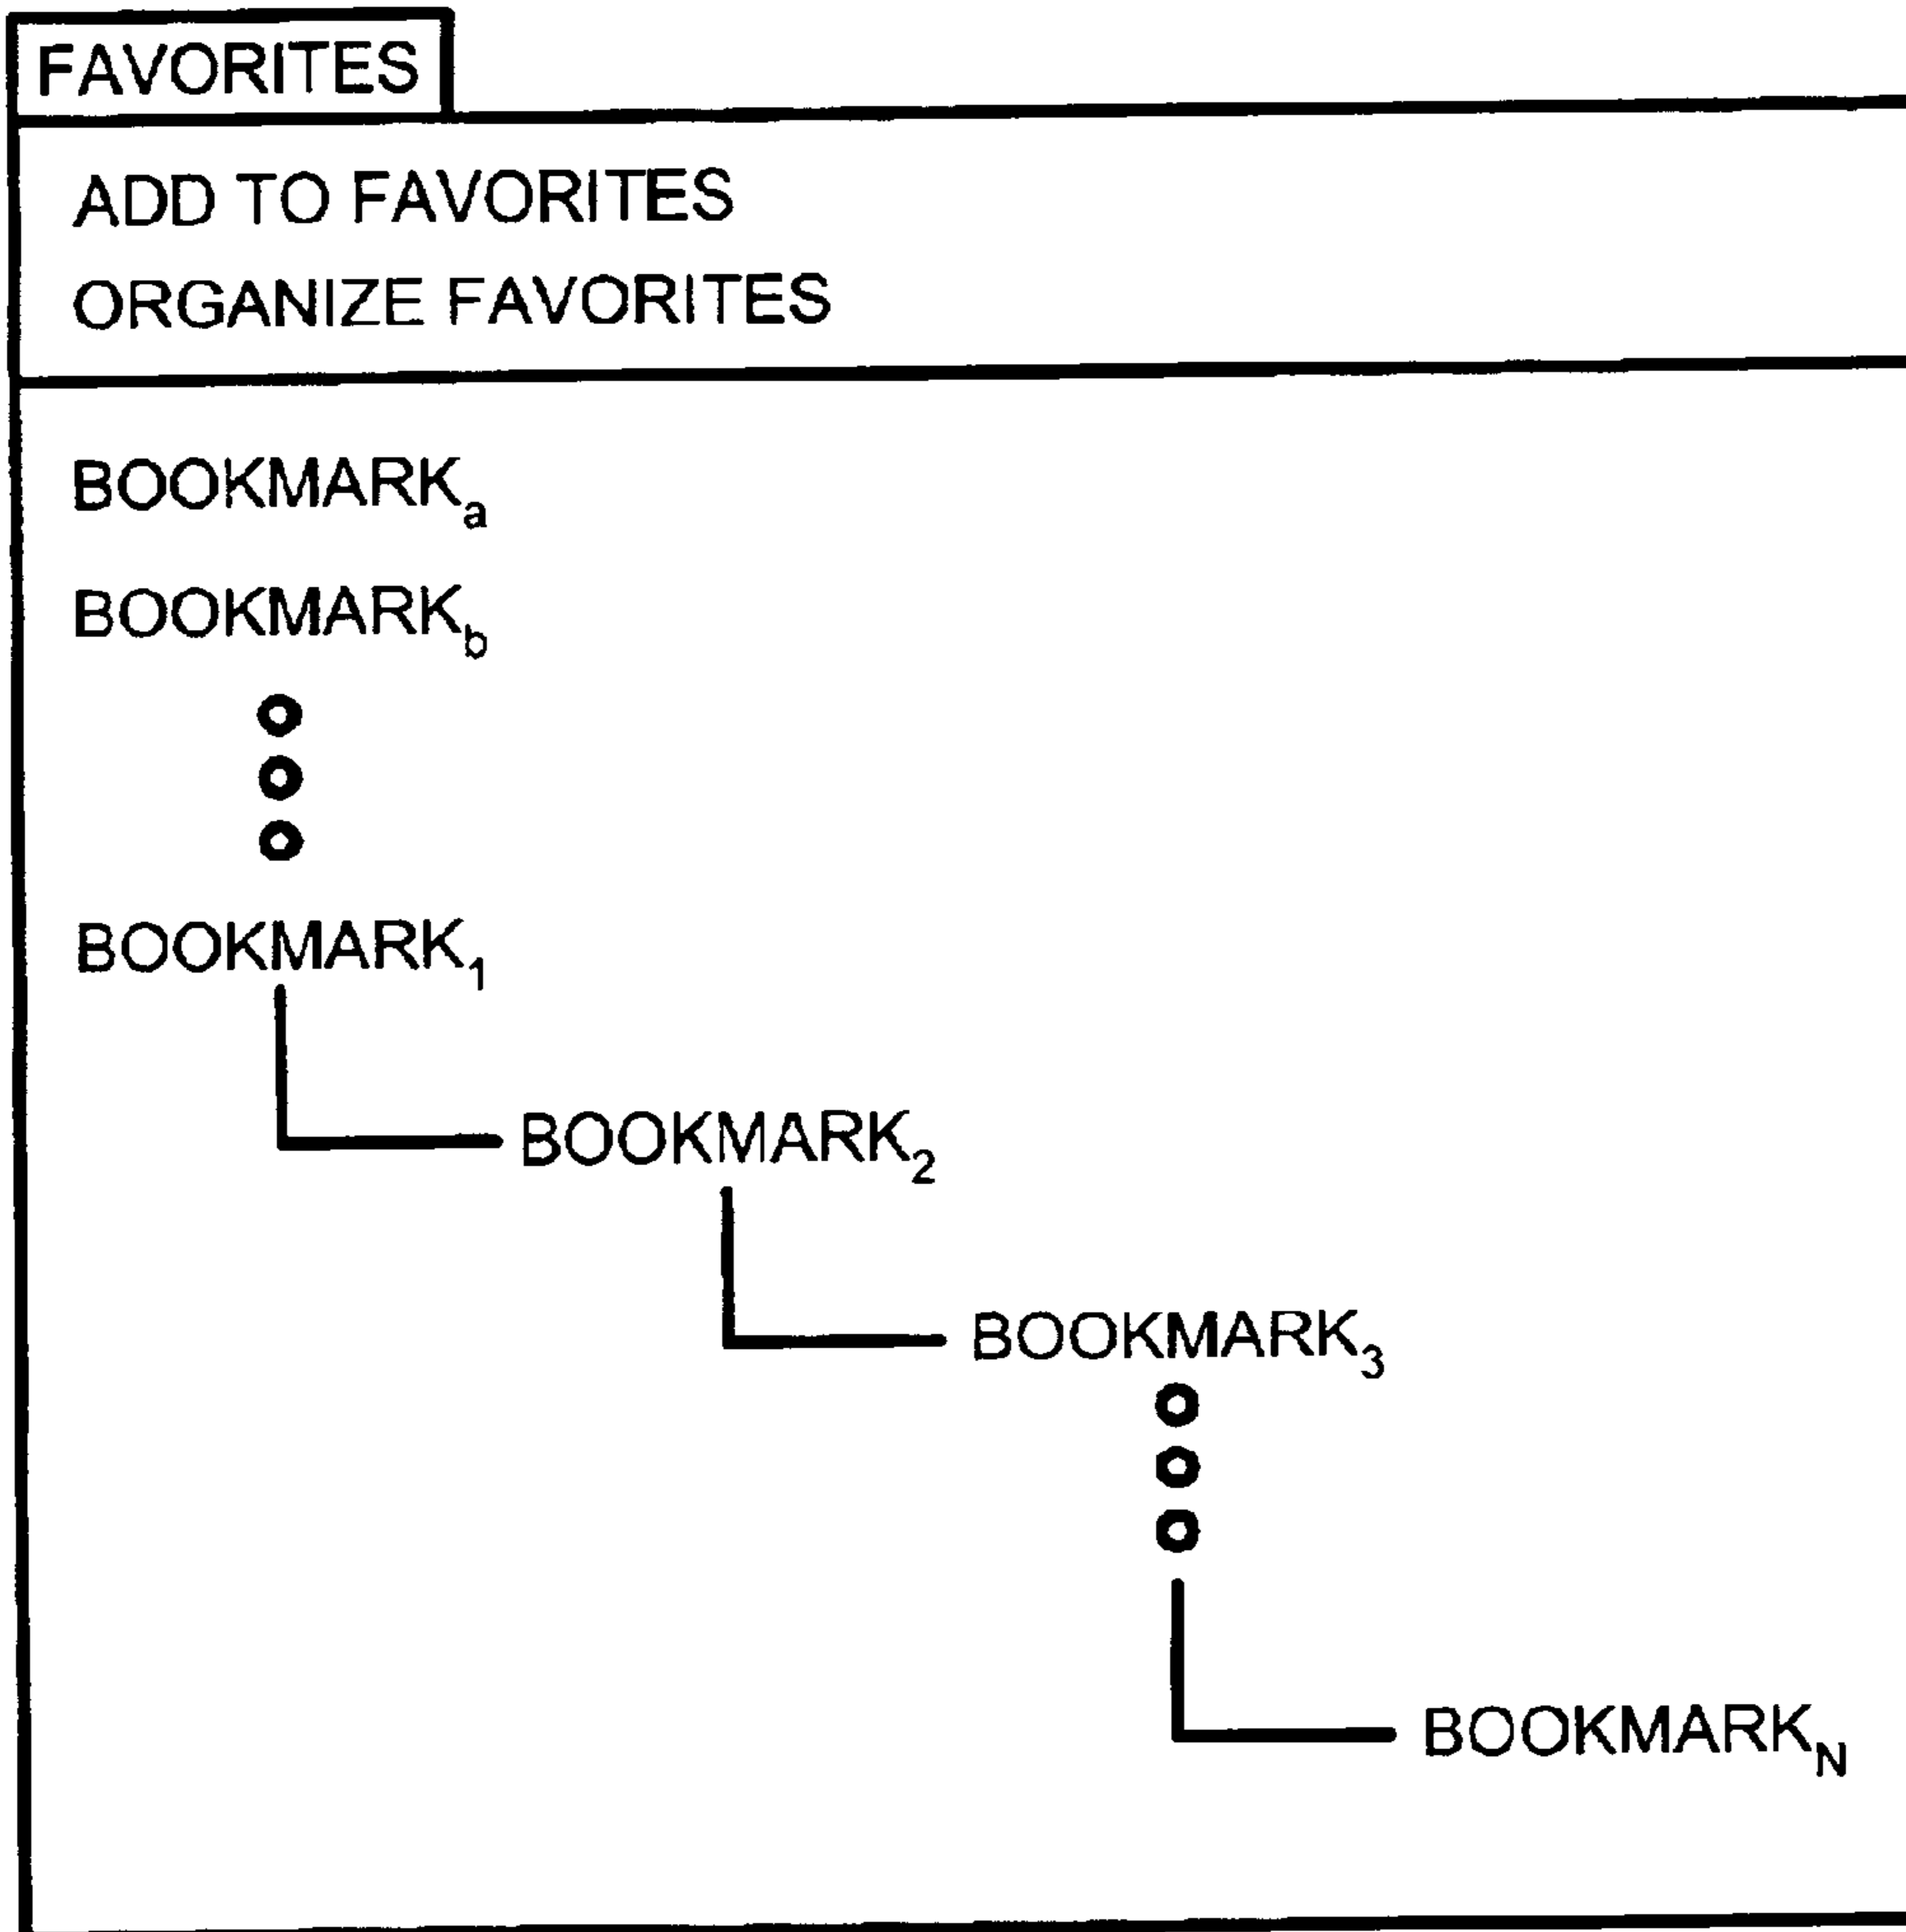 FAVORITES
ADD TO FAVORITES
ORGANIZE FAVORITES
BOOKMARKₐ
BOOKMARKb
BOOKMARK₁
BOOKMARK₂
BOOKMARK₃
BOOKMARKN